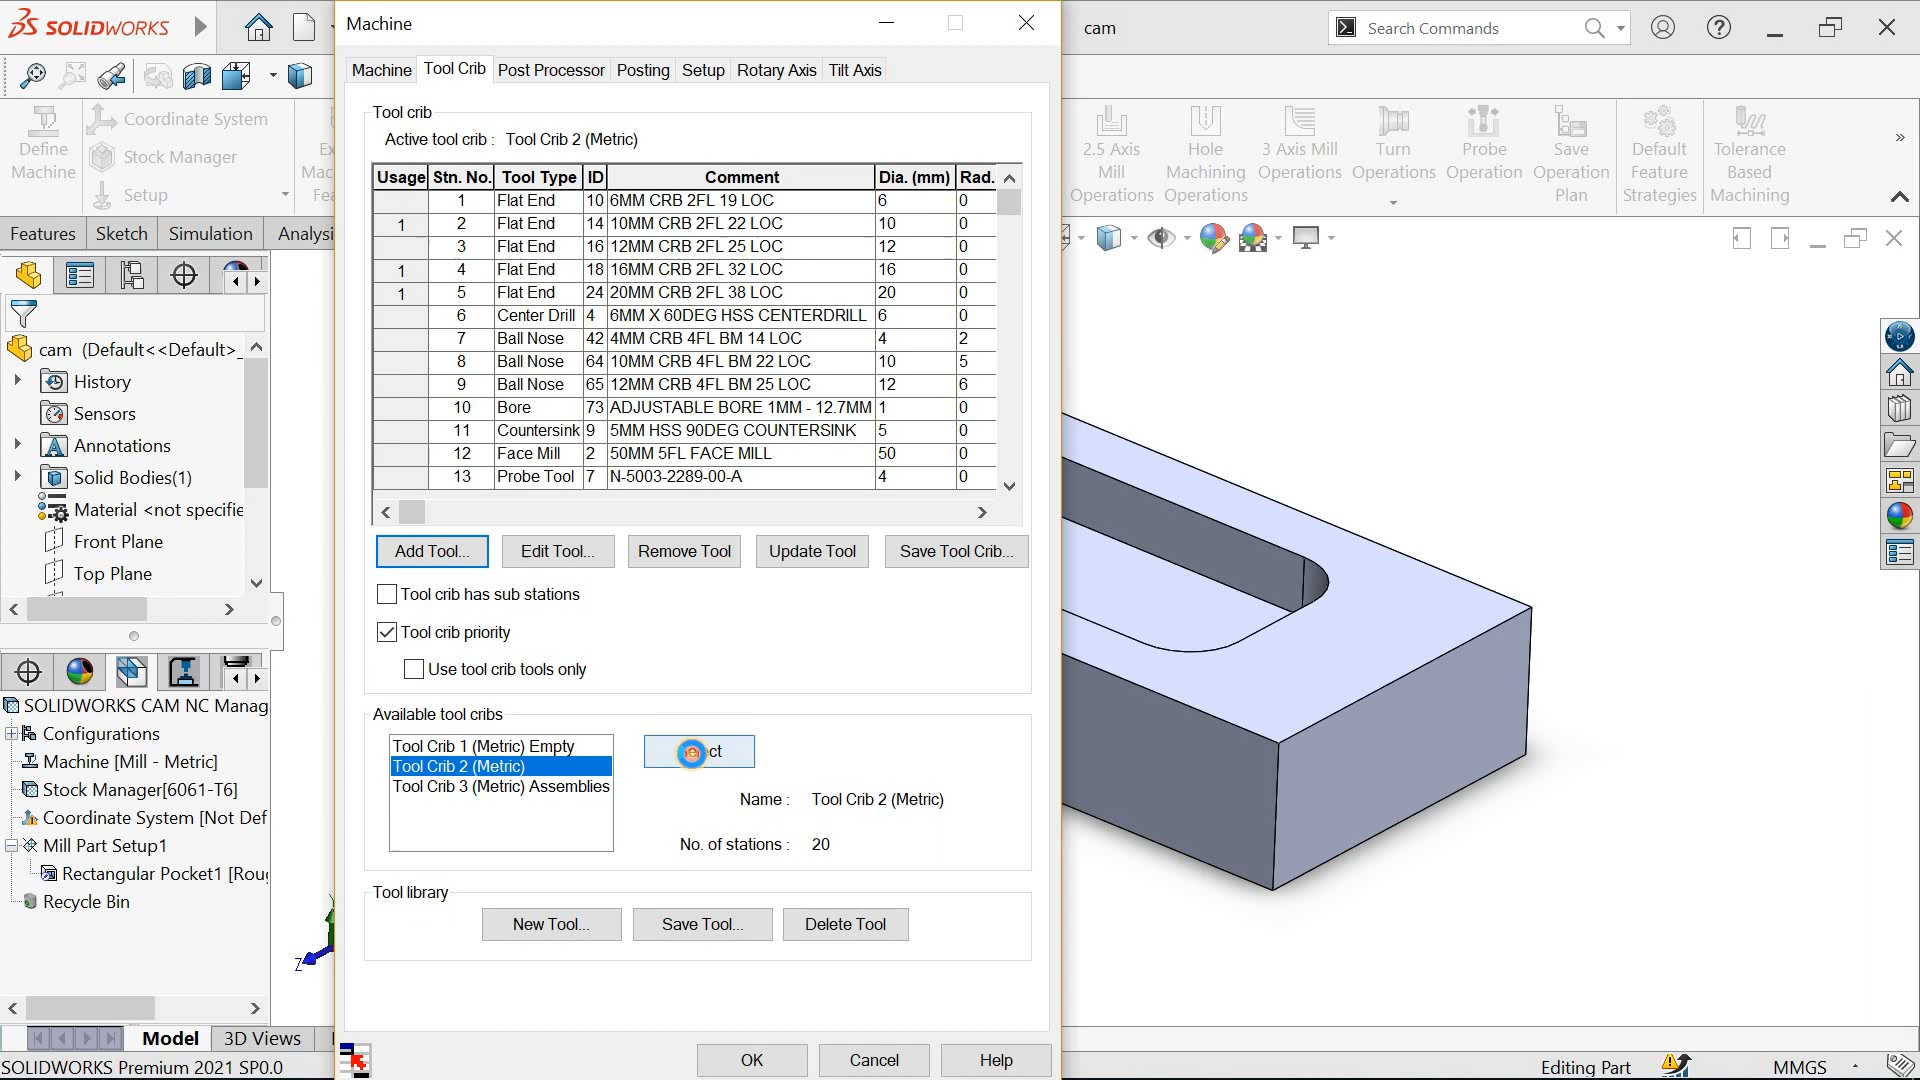 SOLIDWORKS
Machine
cam
Search Commands
Machine
Tool Crib
Post Processor
Posting
Setup
Rotary Axis
Tilt Axis
Define Machine
Coordinate System
Stock Manager
Setup
2.5 Axis Mill Operations
Hole Machining Operations
3 Axis Mill Operations
Turn Operations
Probe Operation
Save Operation Plan
Default Feature Strategies
Tolerance Based Machining
Features
Sketch
Simulation
Analysi
Tool crib
Active tool crib : Tool Crib 2 (Metric)
Usage Stn. No. Tool Type ID Comment Dia. (mm) Rad.
1 Flat End 10 6MM CRB 2FL 19 LOC 6 0
1 2 Flat End 14 10MM CRB 2FL 22 LOC 10 0
3 Flat End 16 12MM CRB 2FL 25 LOC 12 0
1 4 Flat End 18 16MM CRB 2FL 32 LOC 16 0
1 5 Flat End 24 20MM CRB 2FL 38 LOC 20 0
6 Center Drill 4 6MM X 60DEG HSS CENTERDRILL 6 0
7 Ball Nose 42 4MM CRB 4FL BM 14 LOC 4 2
8 Ball Nose 64 10MM CRB 4FL BM 22 LOC 10 5
9 Ball Nose 65 12MM CRB 4FL BM 25 LOC 12 6
10 Bore 73 ADJUSTABLE BORE 1MM - 12.7MM 1 0
11 Countersink 9 5MM HSS 90DEG COUNTERSINK 5 0
12 Face Mill 2 50MM 5FL FACE MILL 50 0
13 Probe Tool 7 N-5003-2289-00-A 4 0
Add Tool...
Edit Tool...
Remove Tool
Update Tool
Save Tool Crib...
Tool crib has sub stations
Tool crib priority
Use tool crib tools only
Available tool cribs
Tool Crib 1 (Metric) Empty
Tool Crib 2 (Metric)
Tool Crib 3 (Metric) Assemblies
ct
Name : Tool Crib 2 (Metric)
No. of stations : 20
Tool library
New Tool...
Save Tool...
Delete Tool
OK
Cancel
Help
cam (Default<<Default>_
History
Sensors
Annotations
Solid Bodies(1)
Material <not specifie
Front Plane
Top Plane
SOLIDWORKS CAM NC Manag
Configurations
Machine [Mill - Metric]
Stock Manager[6061-T6]
Coordinate System [Not Def
Mill Part Setup1
Rectangular Pocket1 [Rou
Recycle Bin
Z
Model
3D Views
SOLIDWORKS Premium 2021 SP0.0
Editing Part
MMGS